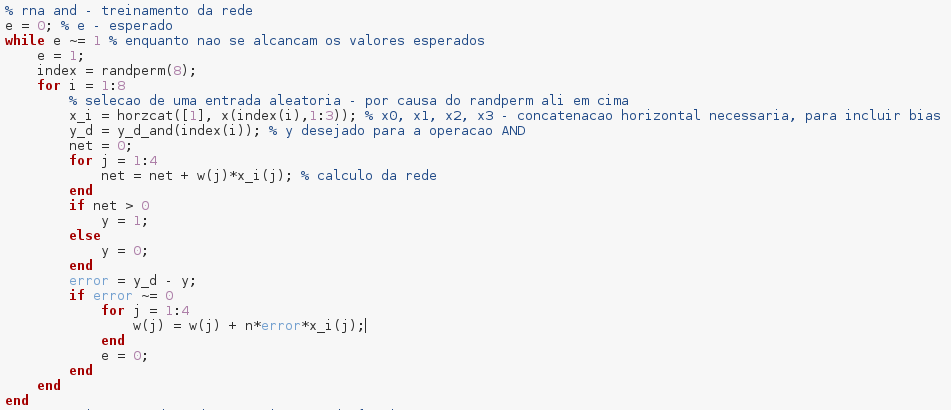 % rna and - treinamento da rede
e = 0; % e - esperado
while e ~= 1 % enquanto nao se alcancam os valores esperados
    e = 1;
    index = randperm(8);
    for i = 1:8
        % selecao de uma entrada aleatoria - por causa do randperm ali em cima
        x_i = horzcat([1], x(index(i),1:3)); % x0, x1, x2, x3 - concatenacao horizontal necessaria, para incluir bias
        y_d = y_d_and(index(i)); % y desejado para a operacao AND
        net = 0;
        for j = 1:4
            net = net + w(j)*x_i(j); % calculo da rede
        end
        if net > 0
            y = 1;
        else
            y = 0;
        end
        error = y_d - y;
        if error ~= 0
            for j = 1:4
                w(j) = w(j) + n*error*x_i(j);
            end
            e = 0;
        end
    end
end